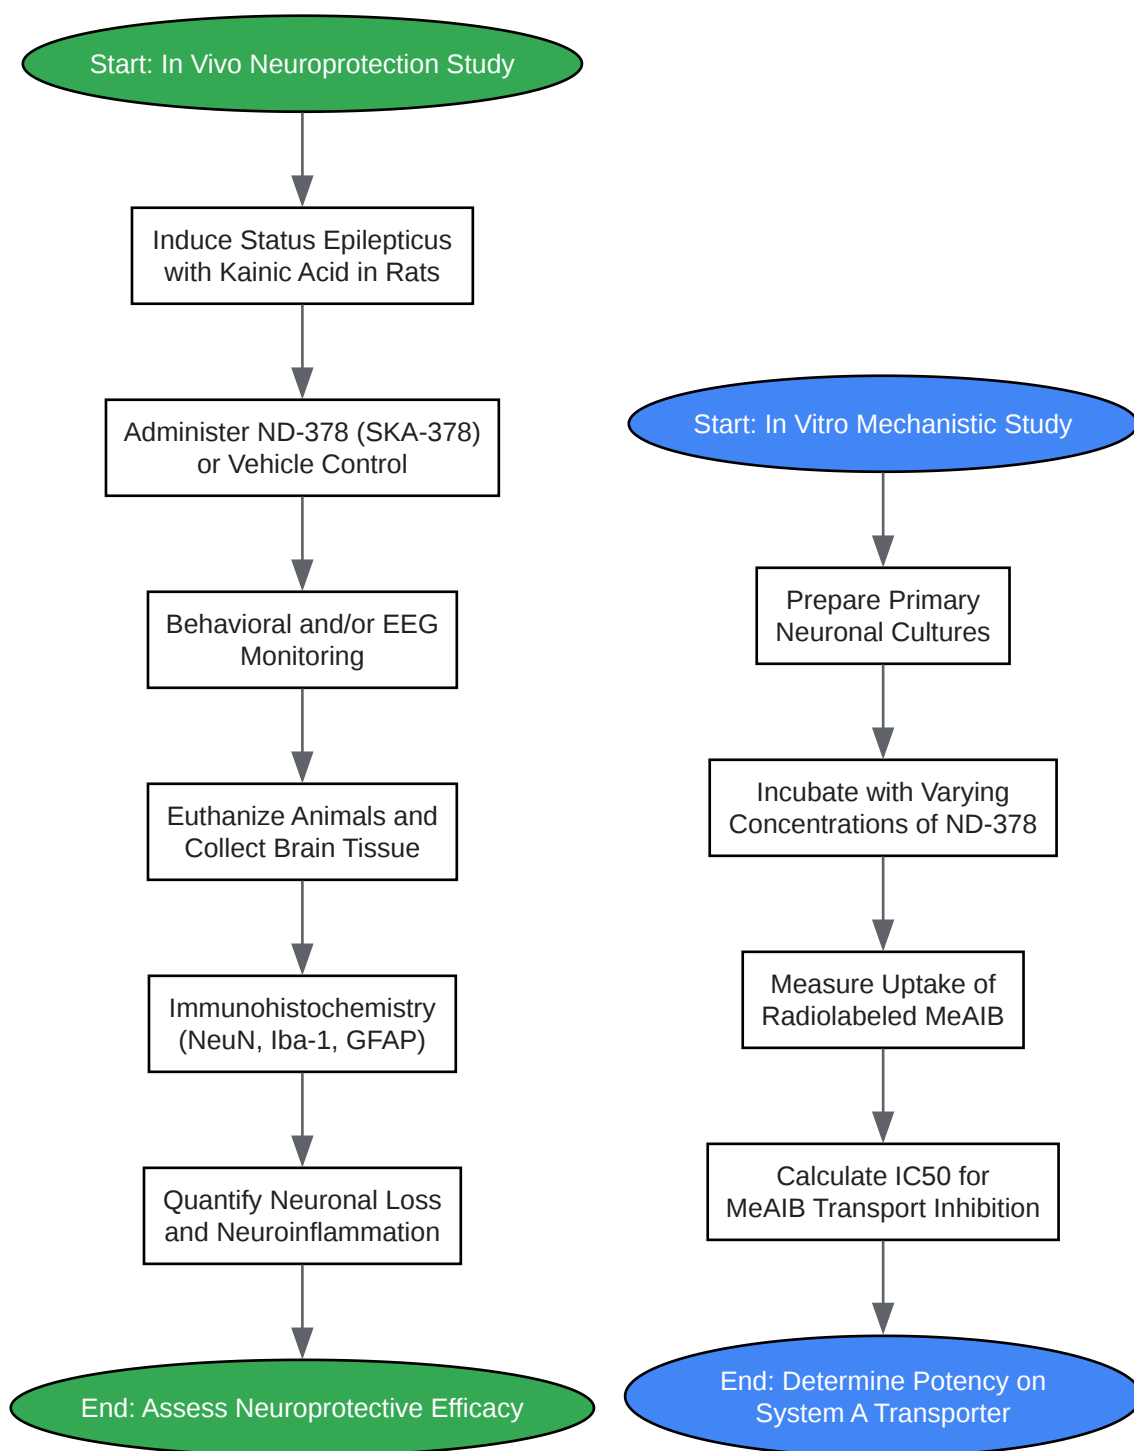 Start: In Vivo Neuroprotection Study
Induce Status Epilepticus
with Kainic Acid in Rats
Administer ND-378 (SKA-378)
or Vehicle Control
Behavioral and/or EEG
Monitoring
Euthanize Animals and
Collect Brain Tissue
Immunohistochemistry
(NeuN, Iba-1, GFAP)
Quantify Neuronal Loss
and Neuroinflammation
End: Assess Neuroprotective Efficacy
Start: In Vitro Mechanistic Study
Prepare Primary
Neuronal Cultures
Incubate with Varying
Concentrations of ND-378
Measure Uptake of
Radiolabeled MeAIB
Calculate IC50 for
MeAIB Transport Inhibition
End: Determine Potency on
System A Transporter